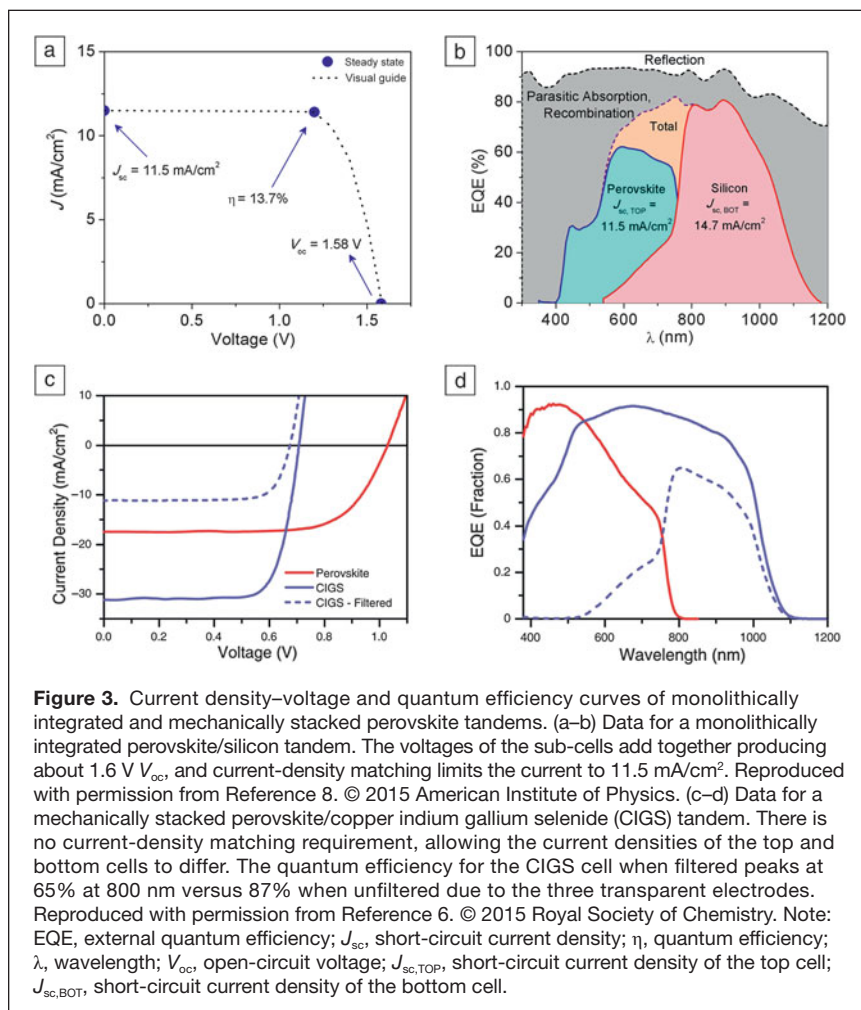 a
15
10
5
0
J (mA/cm²)
0.0 0.5 1.0 1.5
Voltage (V)
Steady state
Visual guide
Jsc = 11.5 mA/cm²
η = 13.7%
Voc = 1.58 V
b
100
80
60
40
20
0
EQE (%)
400 600 800 1000 1200
λ (nm)
Reflection
Parasitic Absorption,
Recombination
Total
Perovskite
Jsc, TOP =
11.5 mA/cm²
Silicon
Jsc, BOT =
14.7 mA/cm²
c
10
0
–10
–20
–30
Current Density (mA/cm²)
0.0 0.2 0.4 0.6 0.8 1.0
Voltage (V)
Perovskite
CIGS
CIGS - Filtered
d
1.0
0.8
0.6
0.4
0.2
0
EQE (Fraction)
400 600 800 1000 1200
Wavelength (nm)
Figure 3. Current density–voltage and quantum efficiency curves of monolithically
integrated and mechanically stacked perovskite tandems. (a–b) Data for a monolithically
integrated perovskite/silicon tandem. The voltages of the sub-cells add together producing
about 1.6 V Voc, and current-density matching limits the current to 11.5 mA/cm². Reproduced
with permission from Reference 8. © 2015 American Institute of Physics. (c–d) Data for a
mechanically stacked perovskite/copper indium gallium selenide (CIGS) tandem. There is
no current-density matching requirement, allowing the current densities of the top and
bottom cells to differ. The quantum efficiency for the CIGS cell when filtered peaks at
65% at 800 nm versus 87% when unfiltered due to the three transparent electrodes.
Reproduced with permission from Reference 6. © 2015 Royal Society of Chemistry. Note:
EQE, external quantum efficiency; Jsc, short-circuit current density; η, quantum efficiency;
λ, wavelength; Voc, open-circuit voltage; Jsc,TOP, short-circuit current density of the top cell;
Jsc,BOT, short-circuit current density of the bottom cell.